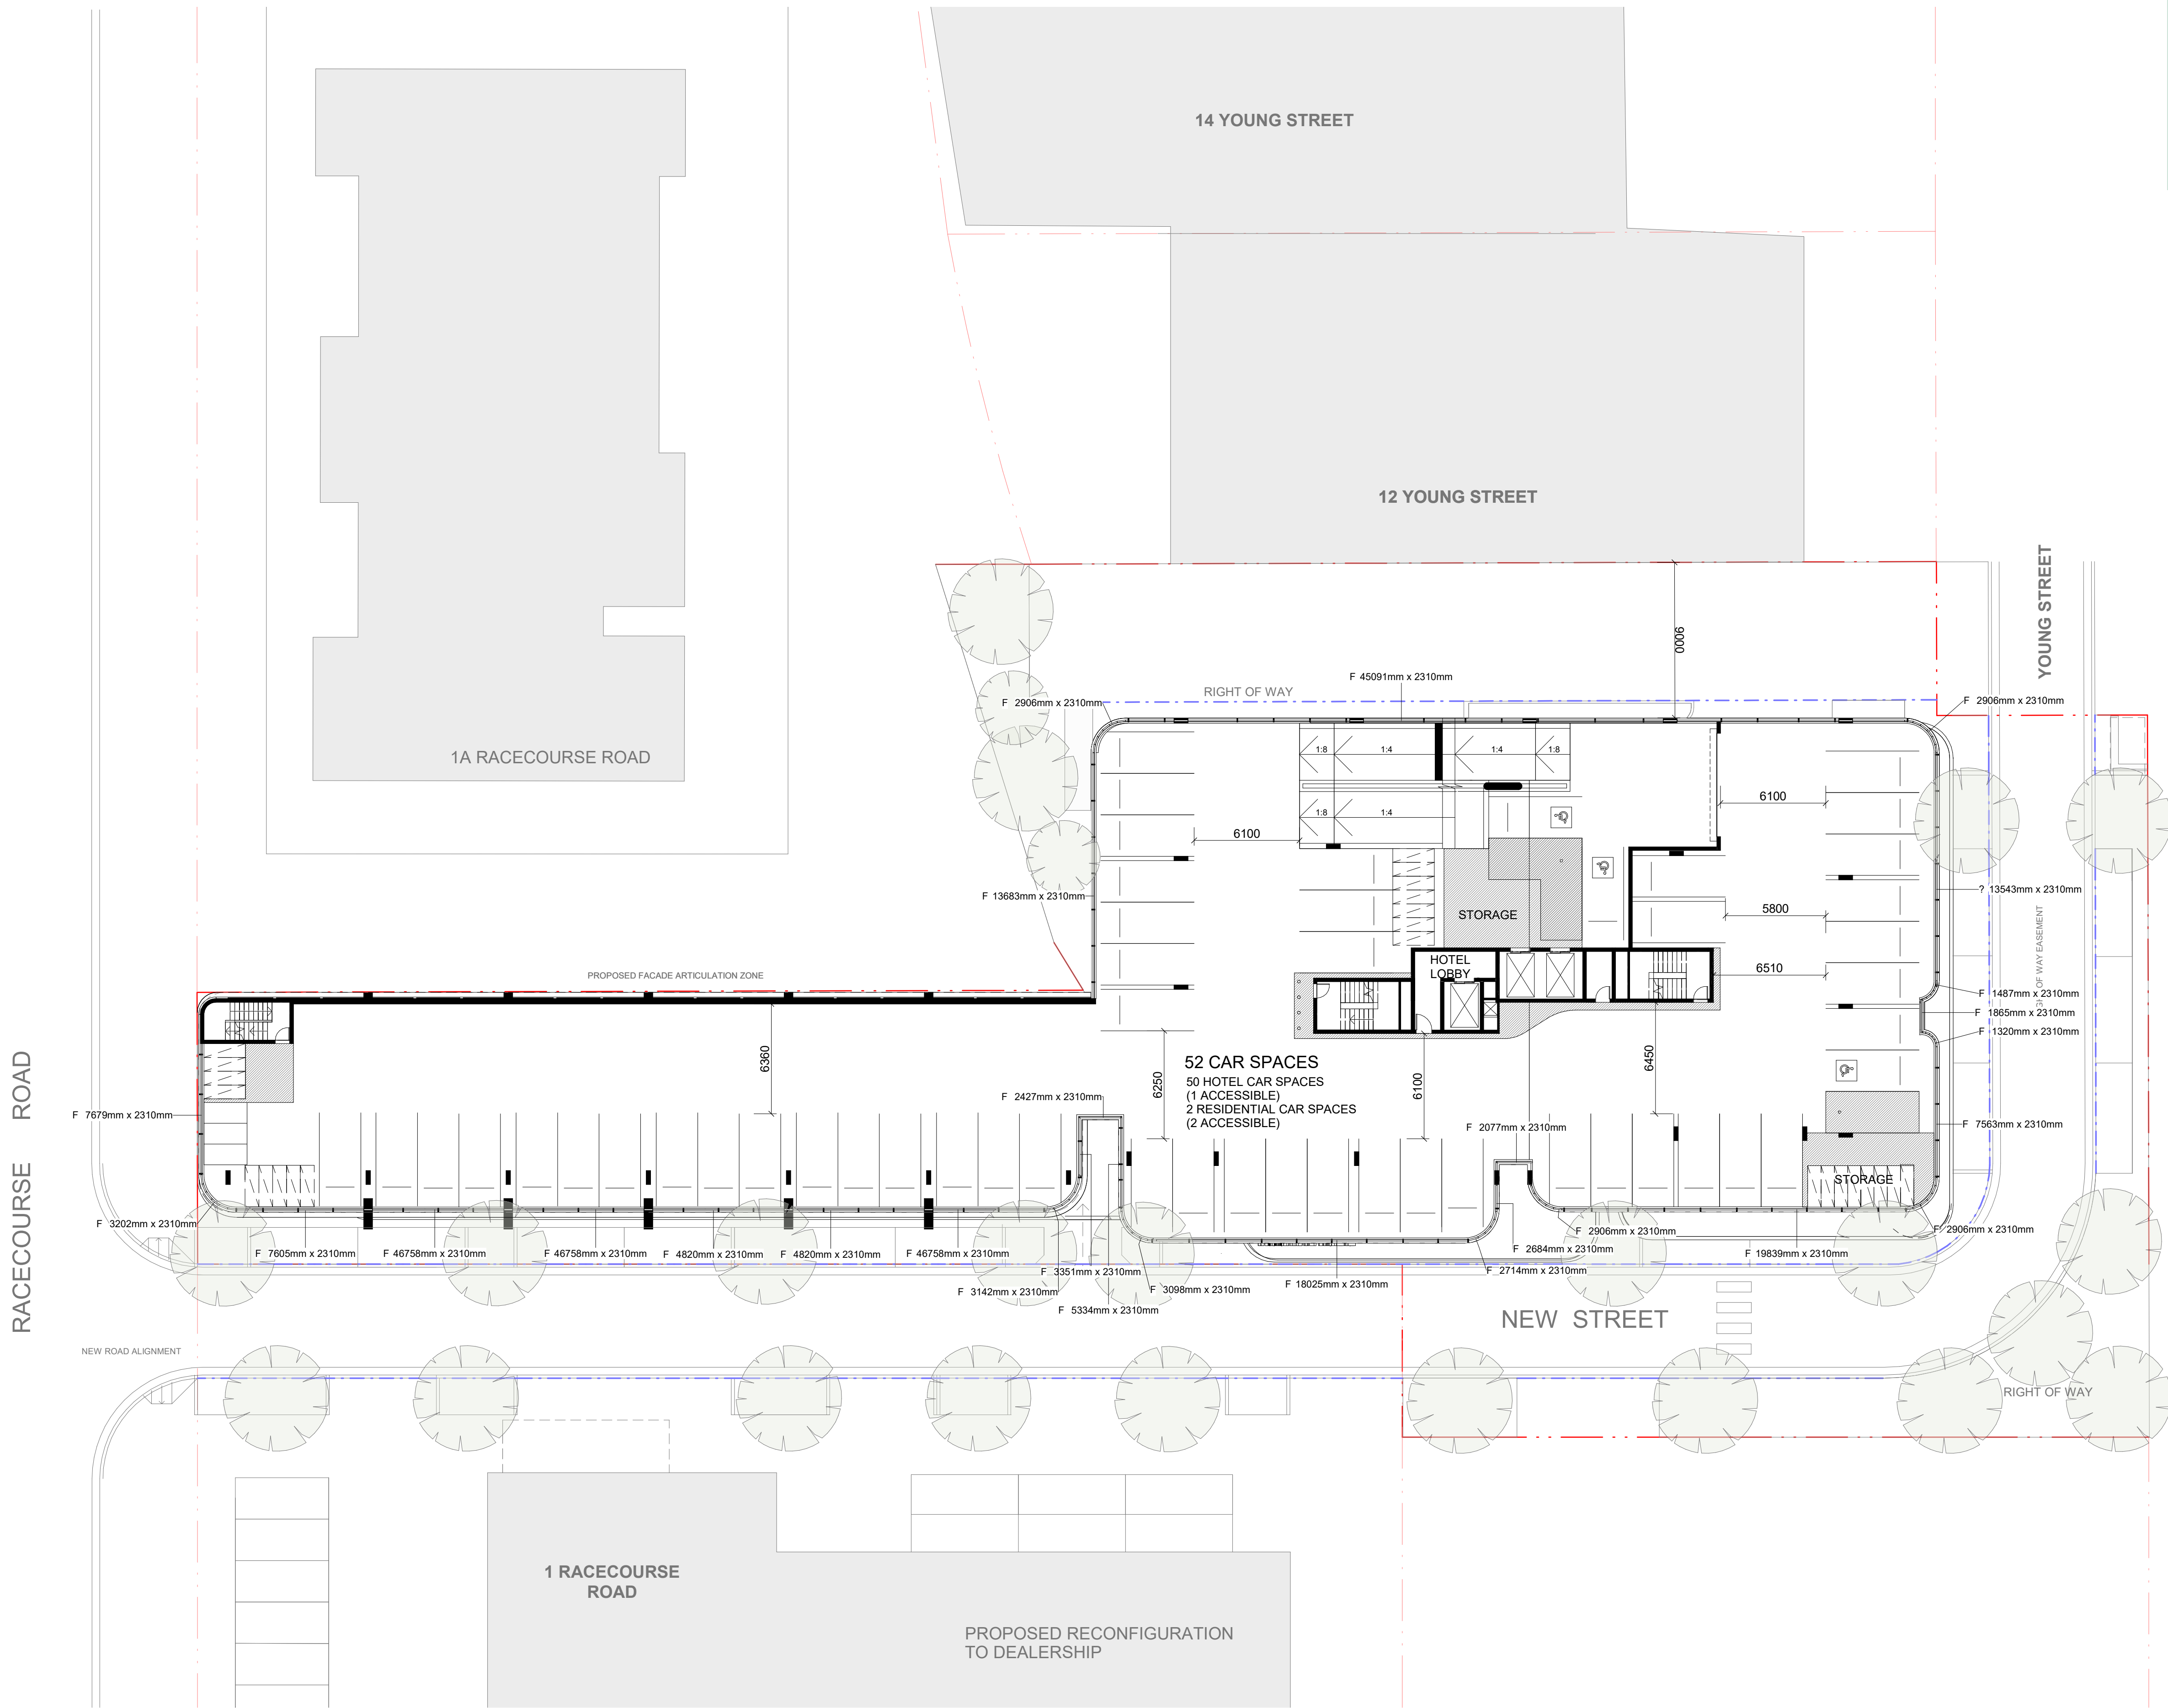 14 YOUNG STREET
12 YOUNG STREET
YOUNG STREET
9000
F 45091mm x 2310mm
RIGHT OF WAY
F 2906mm x 2310mm
F 2906mm x 2310mm
1A RACECOURSE ROAD
1:8
1:4
1:4
1:8
6100
1:8
1:4
6100
? 13543mm x 2310mm
F 13683mm x 2310mm
5800
STORAGE
OF WAY EASEMENT
HOTEL
LOBBY
6510
PROPOSED FACADE ARTICULATION ZONE
F 1487mm x 2310mm
F 1865mm x 2310mm
F 1320mm x 2310mm
6360
52 CAR SPACES
50 HOTEL CAR SPACES
(1 ACCESSIBLE)
2 RESIDENTIAL CAR SPACES
(2 ACCESSIBLE)
6250
6100
6450
F 2427mm x 2310mm
F 7679mm x 2310mm
F 2077mm x 2310mm
F 7563mm x 2310mm
STORAGE
RACECOURSE ROAD
F 3202mm x 2310mm
F 2906mm x 2310mm
F 2906mm x 2310mm
F 7605mm x 2310mm
F 46758mm x 2310mm
F 46758mm x 2310mm
F 4820mm x 2310mm
F 4820mm x 2310mm
F 46758mm x 2310mm
F 2684mm x 2310mm
F 19839mm x 2310mm
F 3351mm x 2310mm
F 2714mm x 2310mm
F 3142mm x 2310mm
F 3098mm x 2310mm
F 18025mm x 2310mm
F 5334mm x 2310mm
NEW STREET
NEW ROAD ALIGNMENT
RIGHT OF WAY
1 RACECOURSE
ROAD
PROPOSED RECONFIGURATION
TO DEALERSHIP